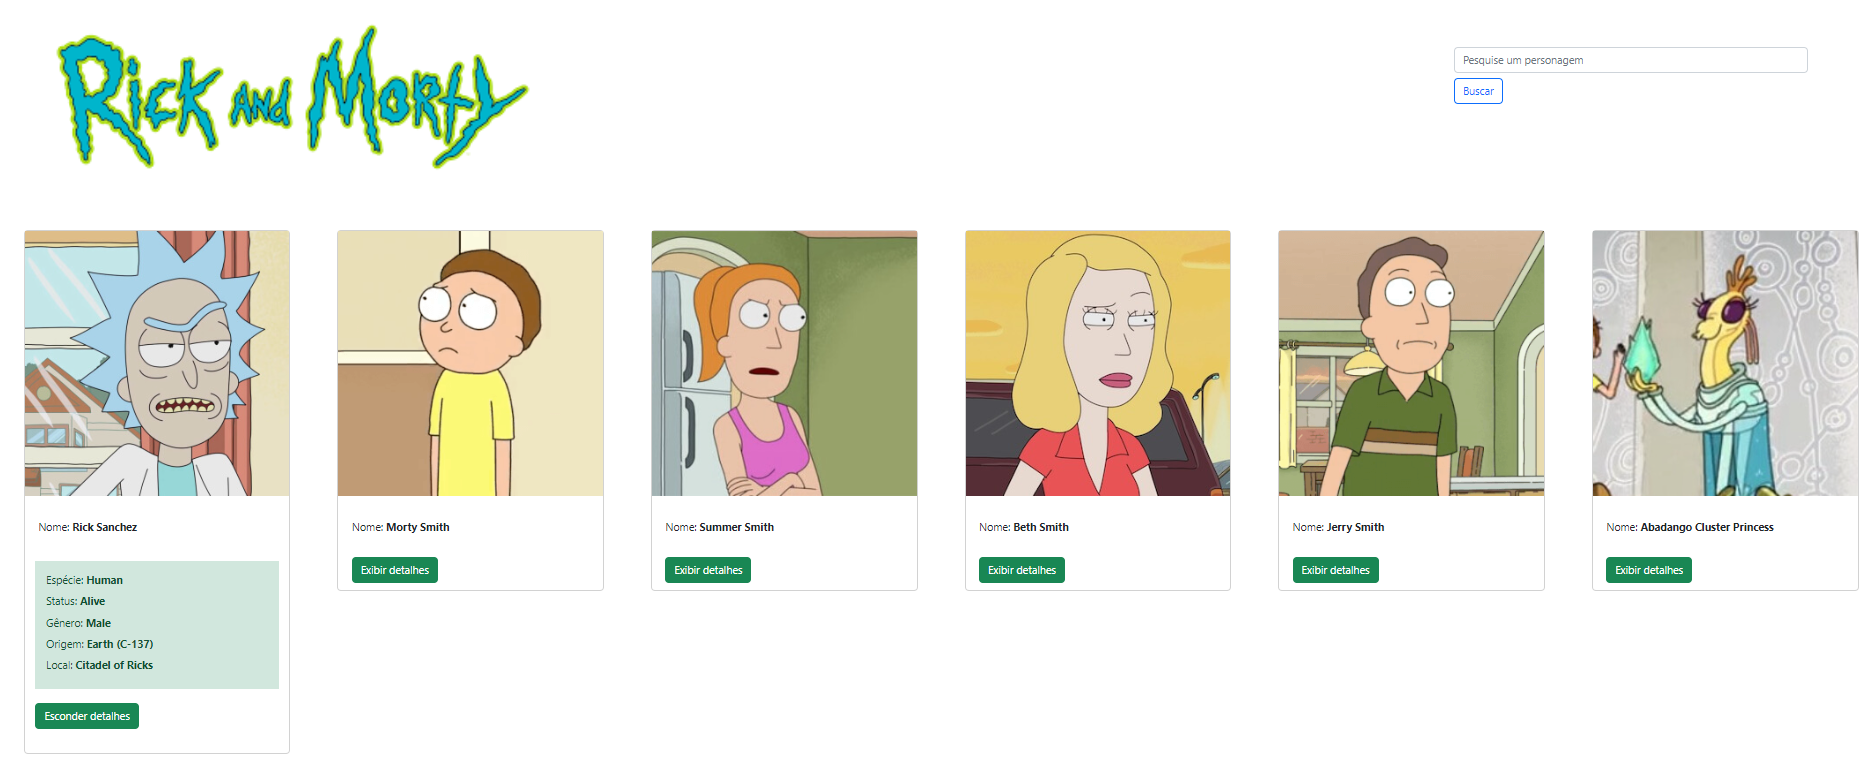 Rick and Morty
Pesquise um personagem
Buscar
Nome: Rick Sanchez
Espécie: Human
Status: Alive
Gênero: Male
Origem: Earth (C-137)
Local: Citadel of Ricks
Esconder detalhes
Nome: Morty Smith
Exibir detalhes
Nome: Summer Smith
Exibir detalhes
Nome: Beth Smith
Exibir detalhes
Nome: Jerry Smith
Exibir detalhes
Nome: Abadango Cluster Princess
Exibir detalhes